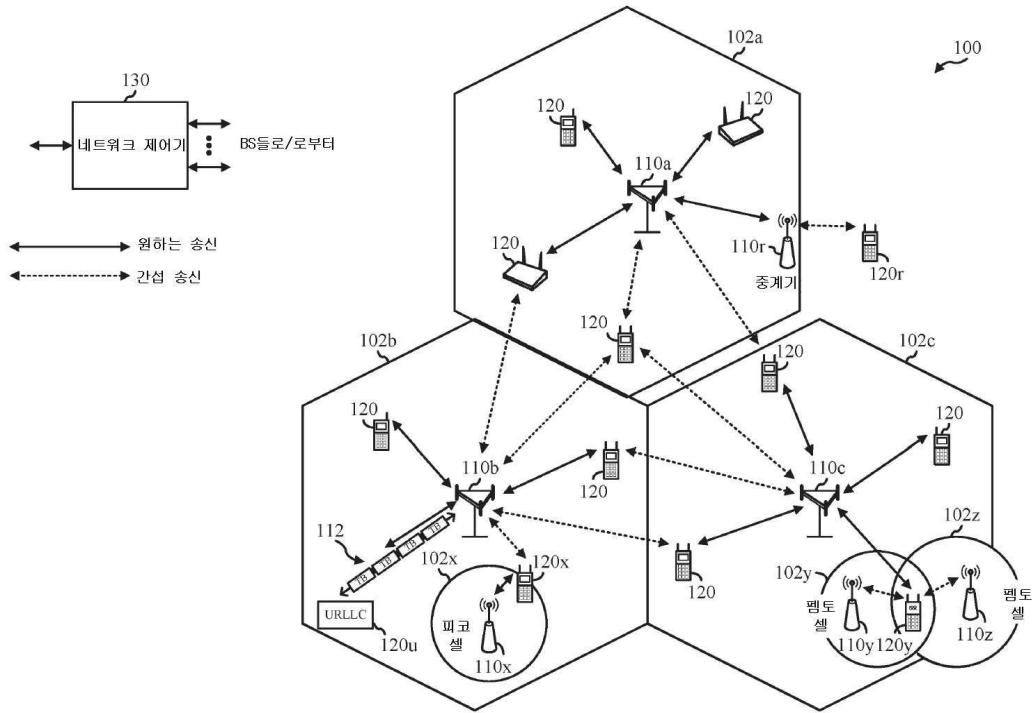 102a
100
130
네트워크 제어기
BS들로/로부터
120
120
110a
원하는 송신
간섭 송신
120
110r
중계기
120r
102b
120
120
102c
120
120
110b
120
110c
120
112
TB
TB
TB
TB
URLLC
120u
102x
120x
피코
셀
110x
120
102y
102z
펨토
셀
110y
120y
110z
펨토
셀